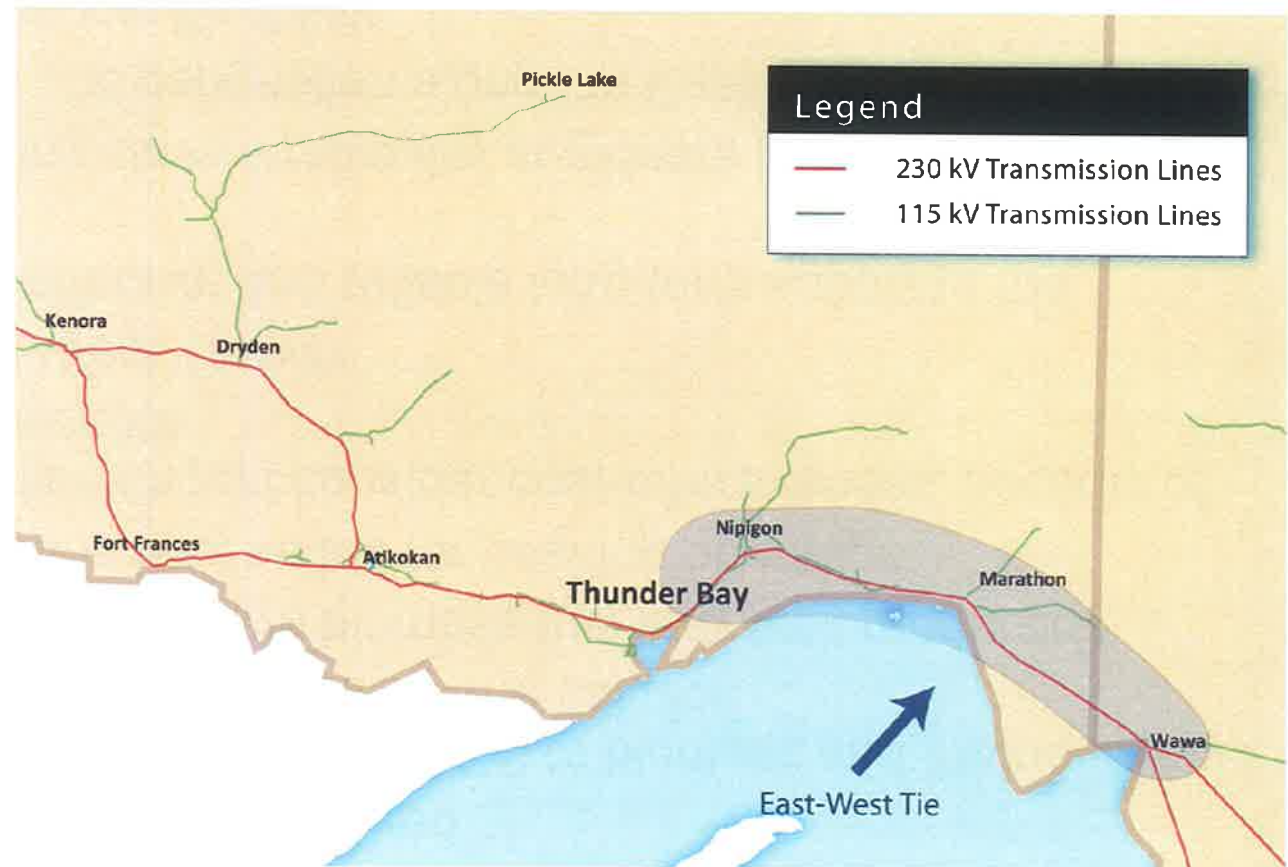 Pickle Lake
Legend
230 kV Transmission Lines
115 kV Transmission Lines
Kenora
Dryden
Nipigon
Fort Frances
Atikokan
Marathon
Thunder Bay
Wawa
East-West Tie